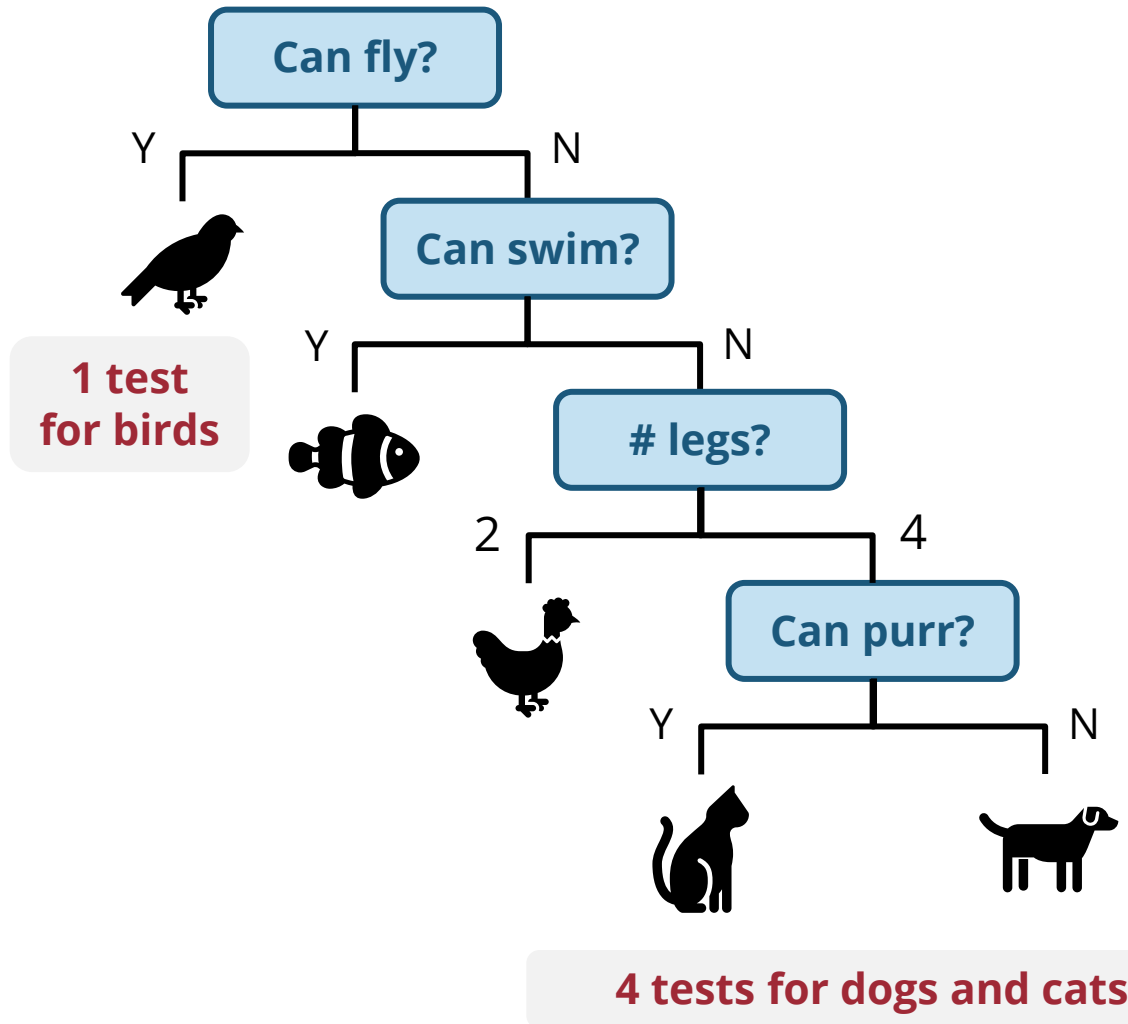 Can fly?
Y
N
Can swim?
1 test
for birds
Y
N
# legs?
2
4
Can purr?
Y
N
4 tests for dogs and cats